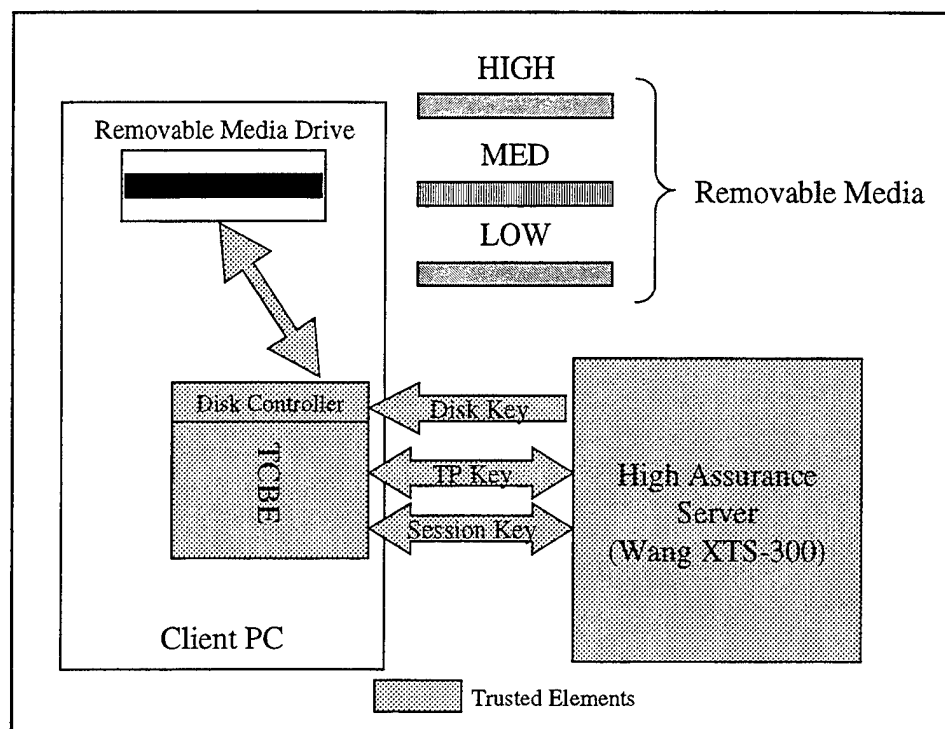 HIGH
Removable Media Drive
MED
Removable Media
LOW
Disk Controller
Disk Key
TCBE
TP Key
High Assurance
Server
(Wang XTS-300)
Session Key
Client PC
Trusted Elements